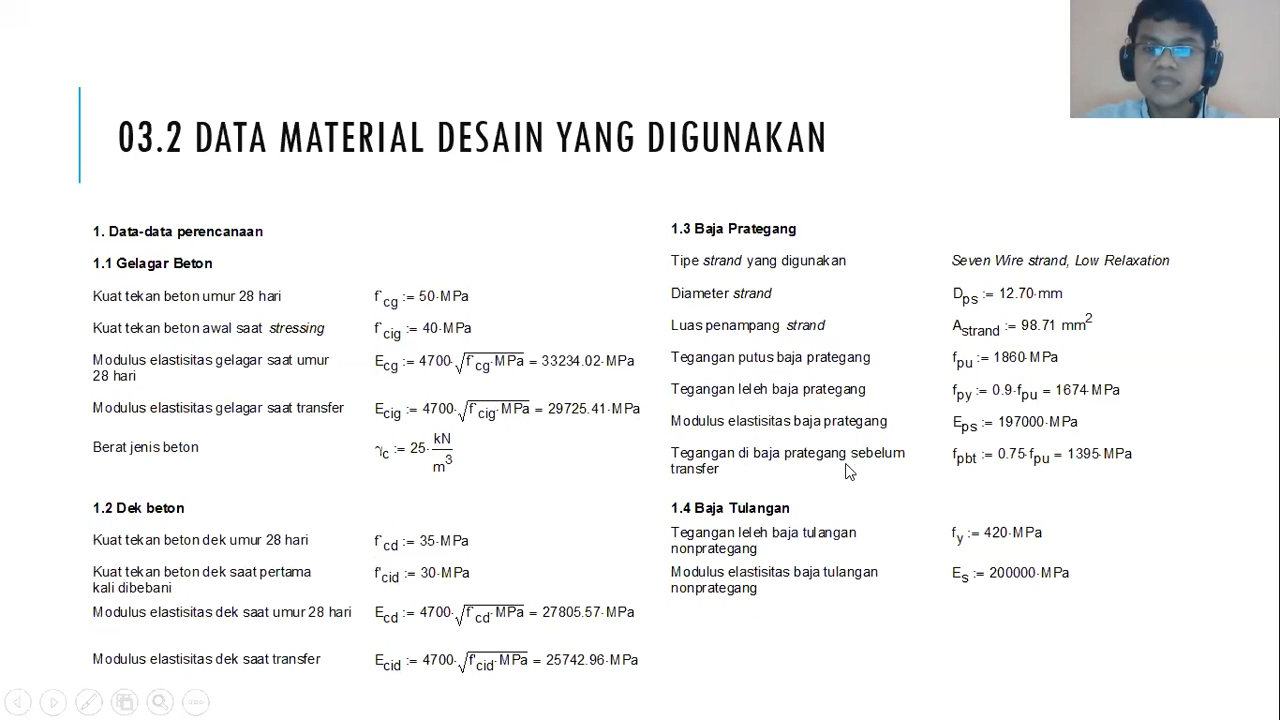 03.2 DATA MATERIAL DESAIN YANG DIGUNAKAN
1. Data-data perencanaan
1.1 Gelagar Beton
Kuat tekan beton umur 28 hari f'cg := 50·MPa
Kuat tekan beton awal saat stressing f'cig := 40·MPa
Modulus elastisitas gelagar saat umur
28 hari Ecg := 4700·√(f'cg·MPa) = 33234.02·MPa
Modulus elastisitas gelagar saat transfer Ecig := 4700·√(f'cig·MPa) = 29725.41·MPa
Berat jenis beton γc := 25·kN/m³
1.2 Dek beton
Kuat tekan beton dek umur 28 hari f'cd := 35·MPa
Kuat tekan beton dek saat pertama
kali dibebani f'cid := 30·MPa
Modulus elastisitas dek saat umur 28 hari Ecd := 4700·√(f'cd·MPa) = 27805.57·MPa
Modulus elastisitas dek saat transfer Ecid := 4700·√(f'cid·MPa) = 25742.96·MPa
1.3 Baja Prategang
Tipe strand yang digunakan Seven Wire strand, Low Relaxation
Diameter strand Dps := 12.70·mm
Luas penampang strand Astrand := 98.71 mm²
Tegangan putus baja prategang fpu := 1860·MPa
Tegangan leleh baja prategang fpy := 0.9·fpu = 1674·MPa
Modulus elastisitas baja prategang Eps := 197000·MPa
Tegangan di baja prategang sebelum
transfer fpbt := 0.75·fpu = 1395·MPa
1.4 Baja Tulangan
Tegangan leleh baja tulangan
nonprategang fy := 420·MPa
Modulus elastisitas baja tulangan
nonprategang Es := 200000·MPa